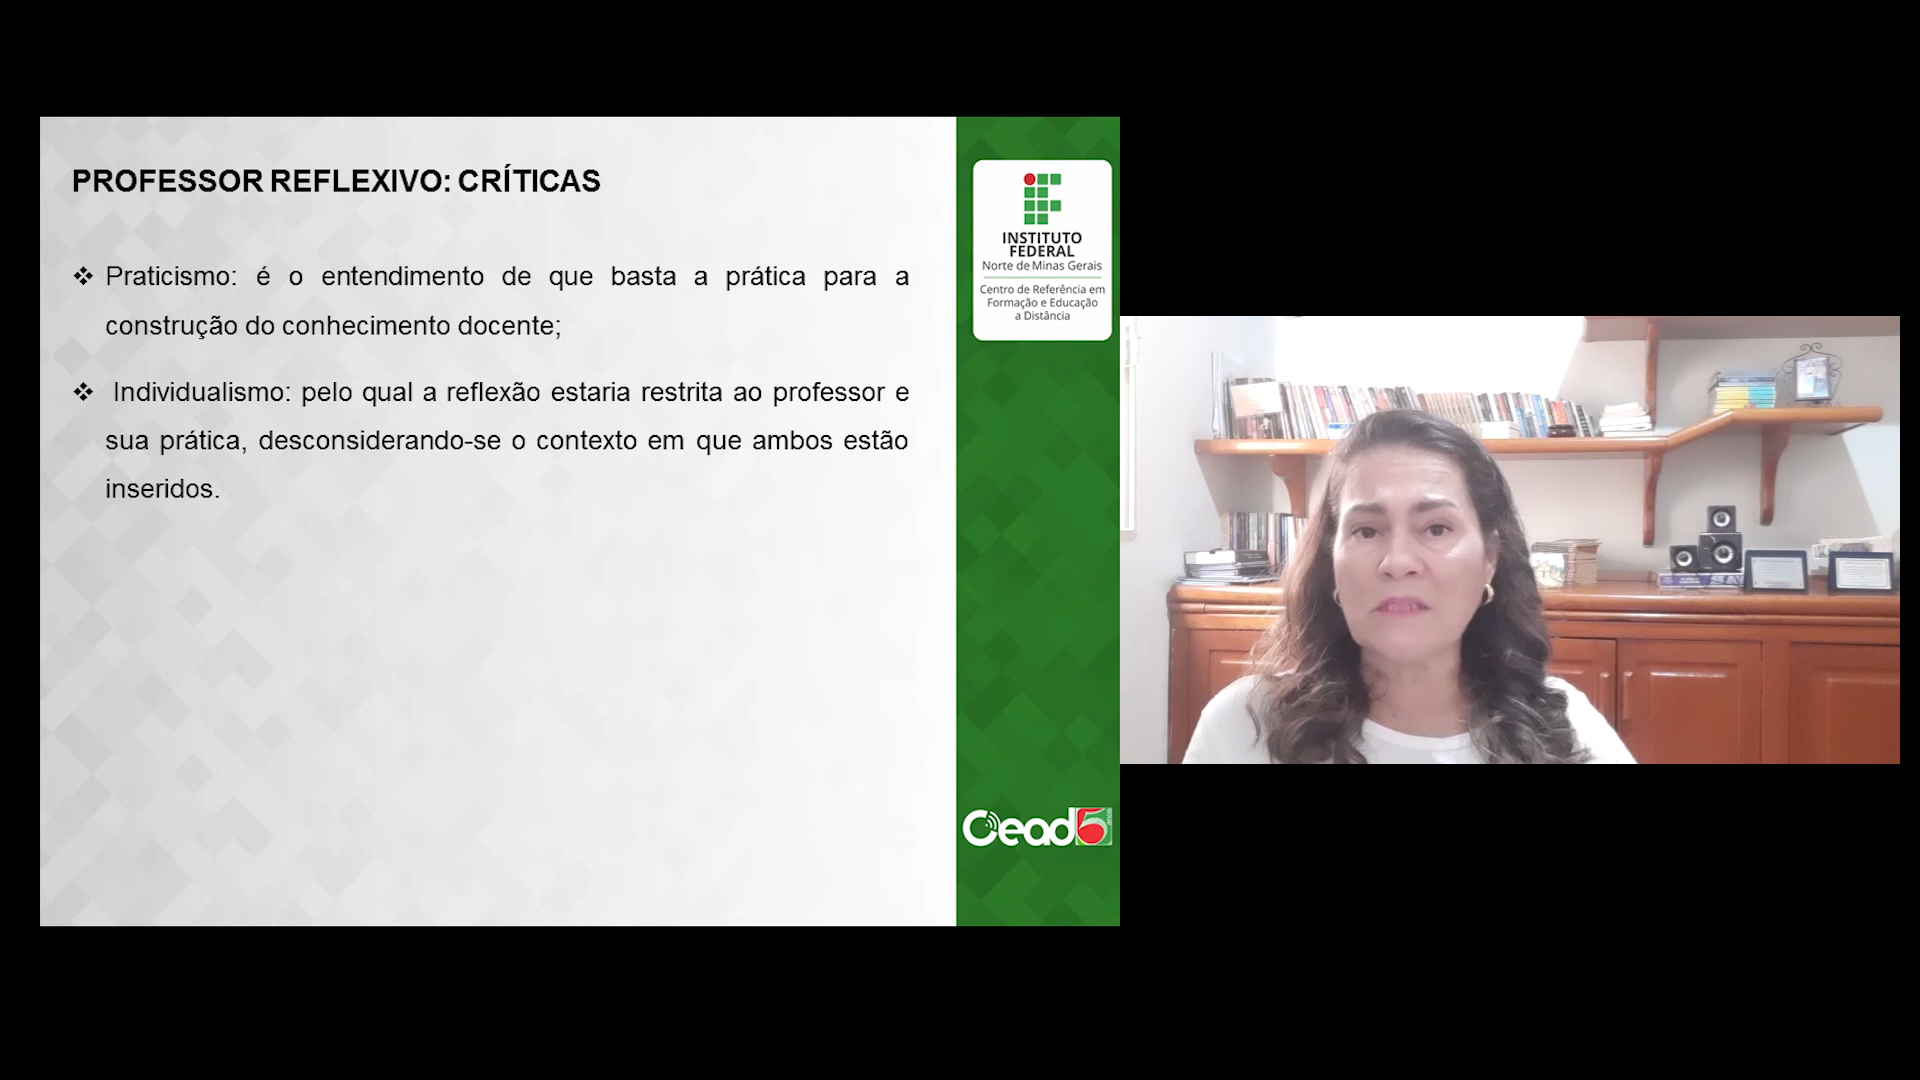 PROFESSOR REFLEXIVO: CRÍTICAS
❖ Praticismo: é o entendimento de que basta a prática para a
construção do conhecimento docente;
❖ Individualismo: pelo qual a reflexão estaria restrita ao professor e
sua prática, desconsiderando-se o contexto em que ambos estão
inseridos.
INSTITUTO
FEDERAL
Norte de Minas Gerais
Centro de Referência em
Formação e Educação
a Distância
Cead5